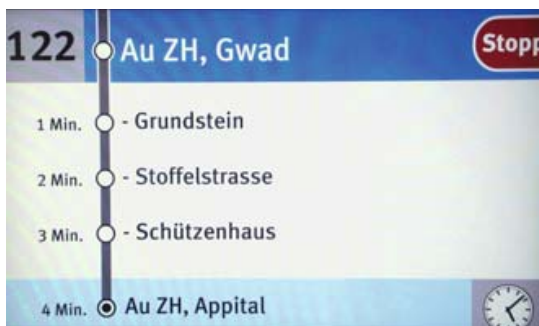 122 Au ZH, Gwad Stopp
1 Min. - Grundstein
2 Min. - Stoffelstrasse
3 Min. - Schützenhaus
4 Min. Au ZH, Appital